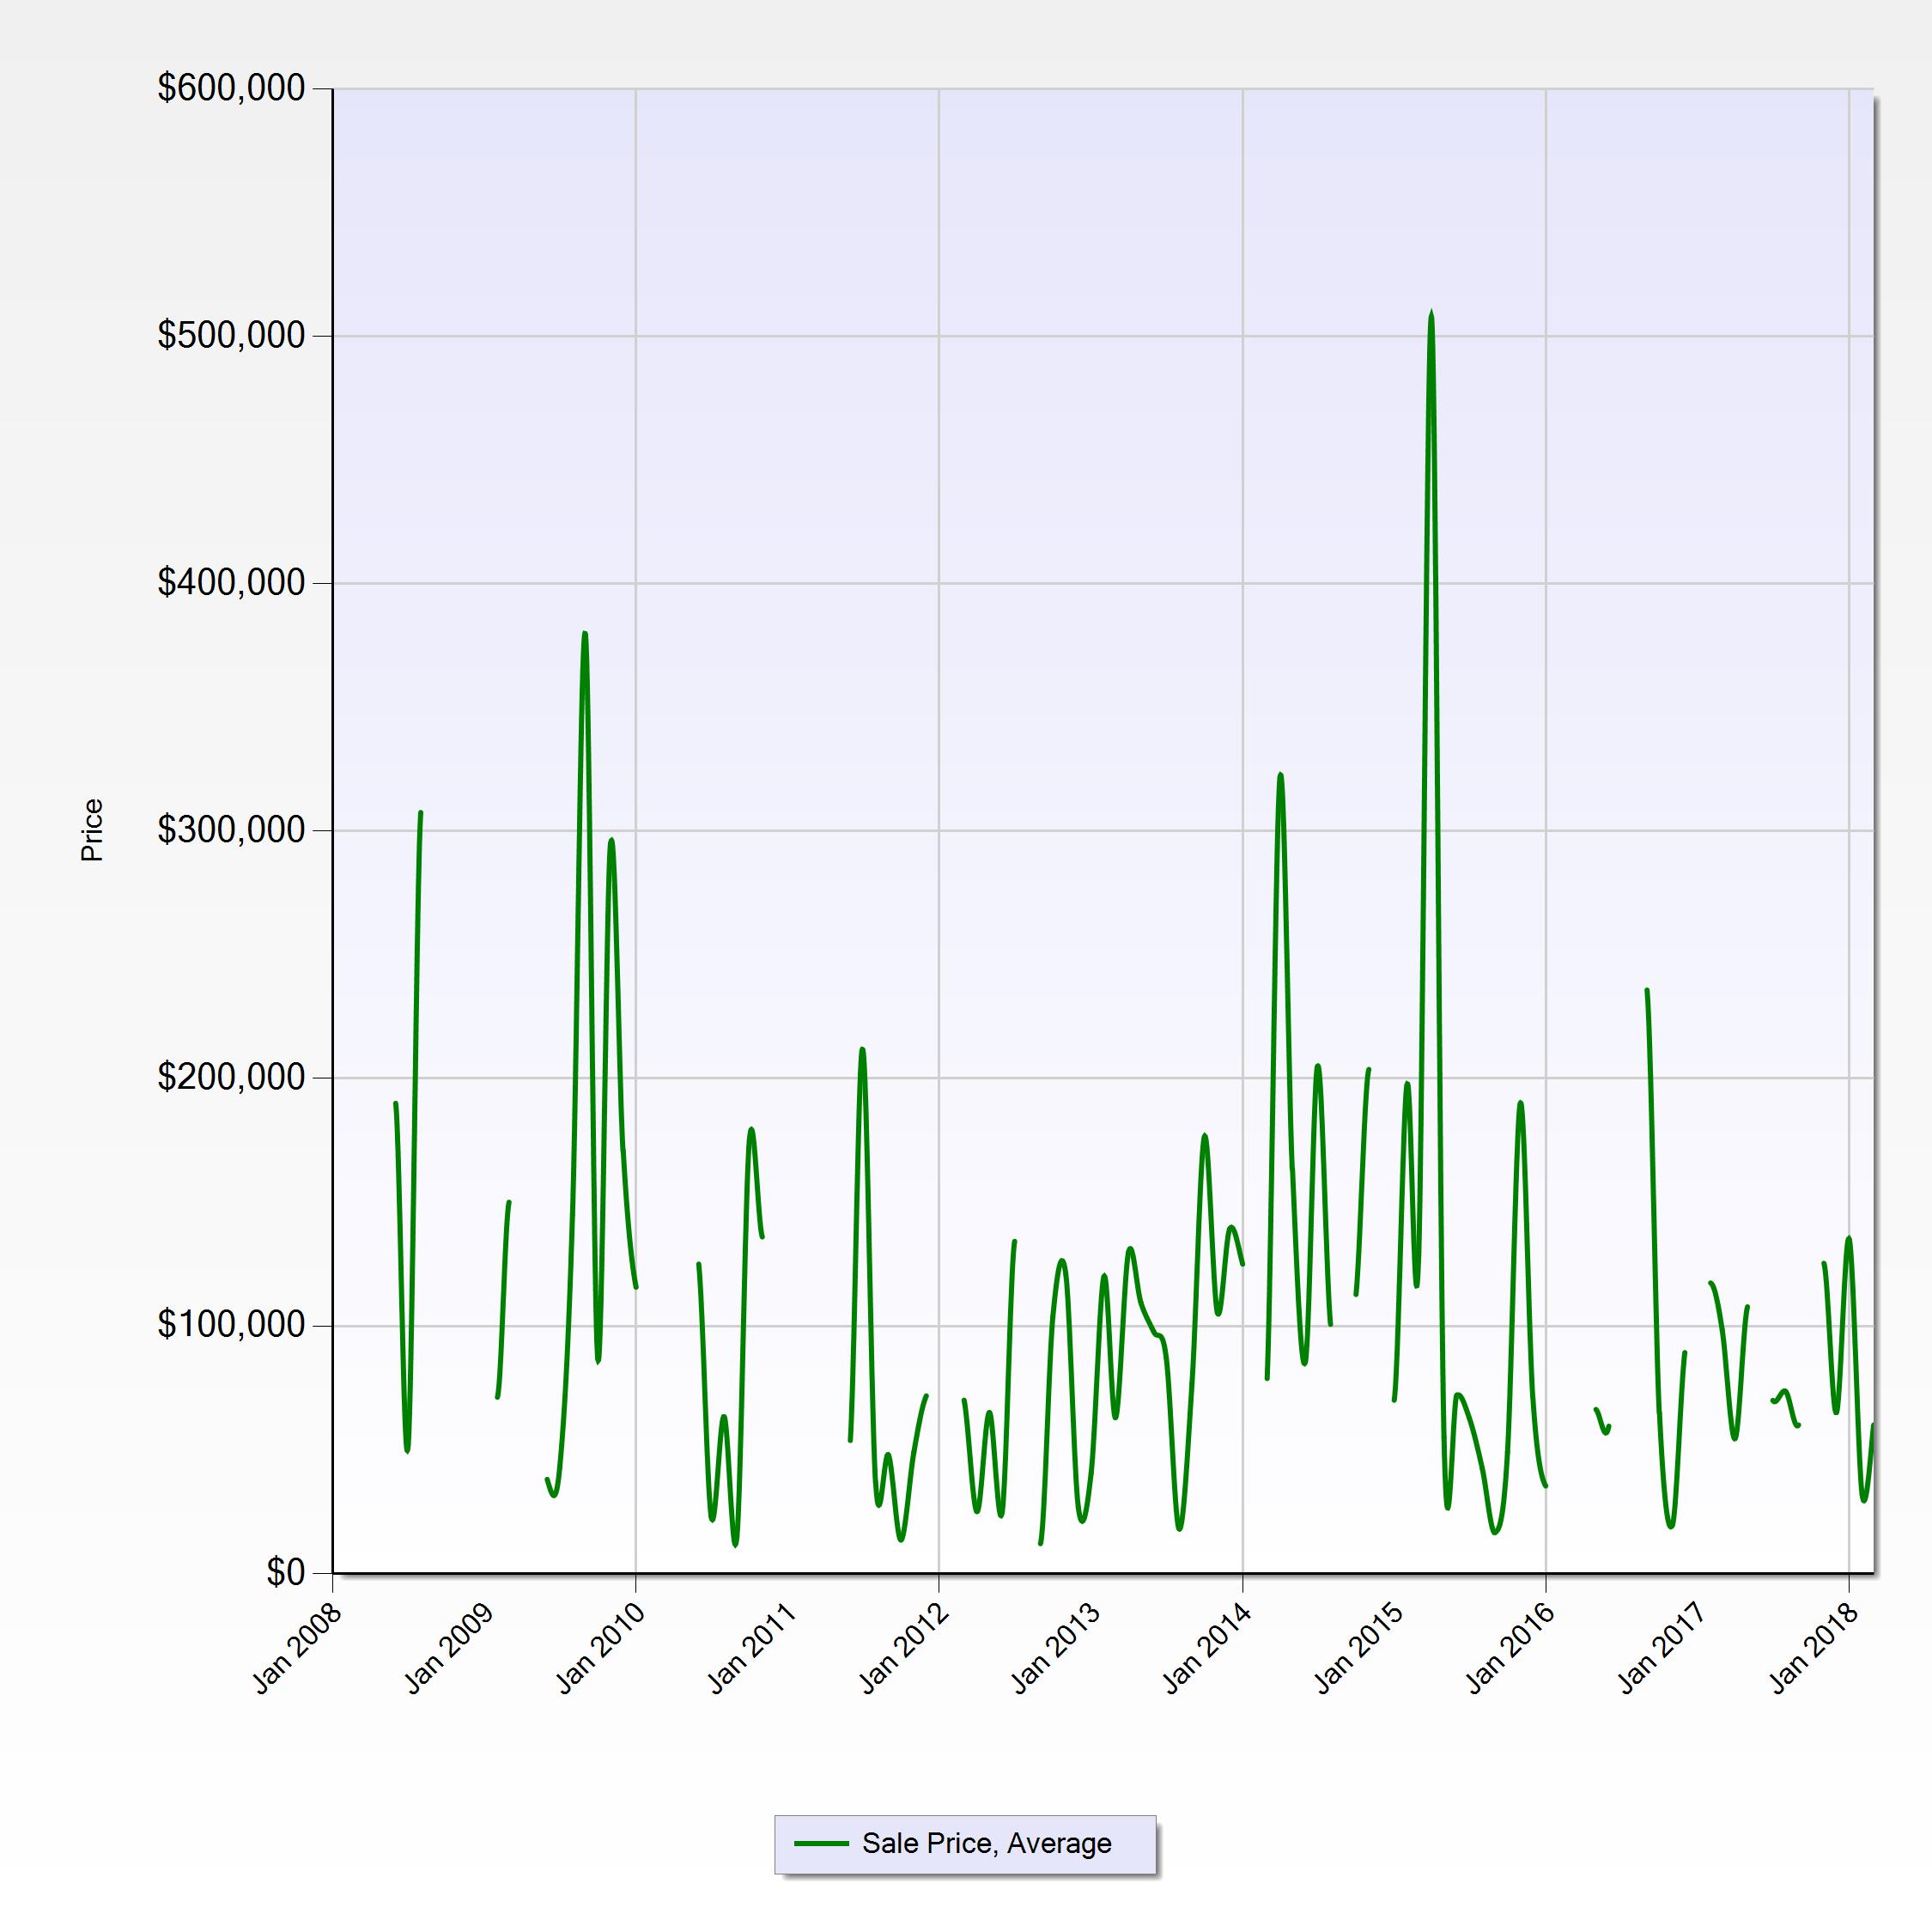 $600,000
$500,000
$400,000
$300,000
$200,000
$100,000
$0
Price
Jan 2008
Jan 2009
Jan 2010
Jan 2011
Jan 2012
Jan 2013
Jan 2014
Jan 2015
Jan 2016
Jan 2017
Jan 2018
Sale Price, Average